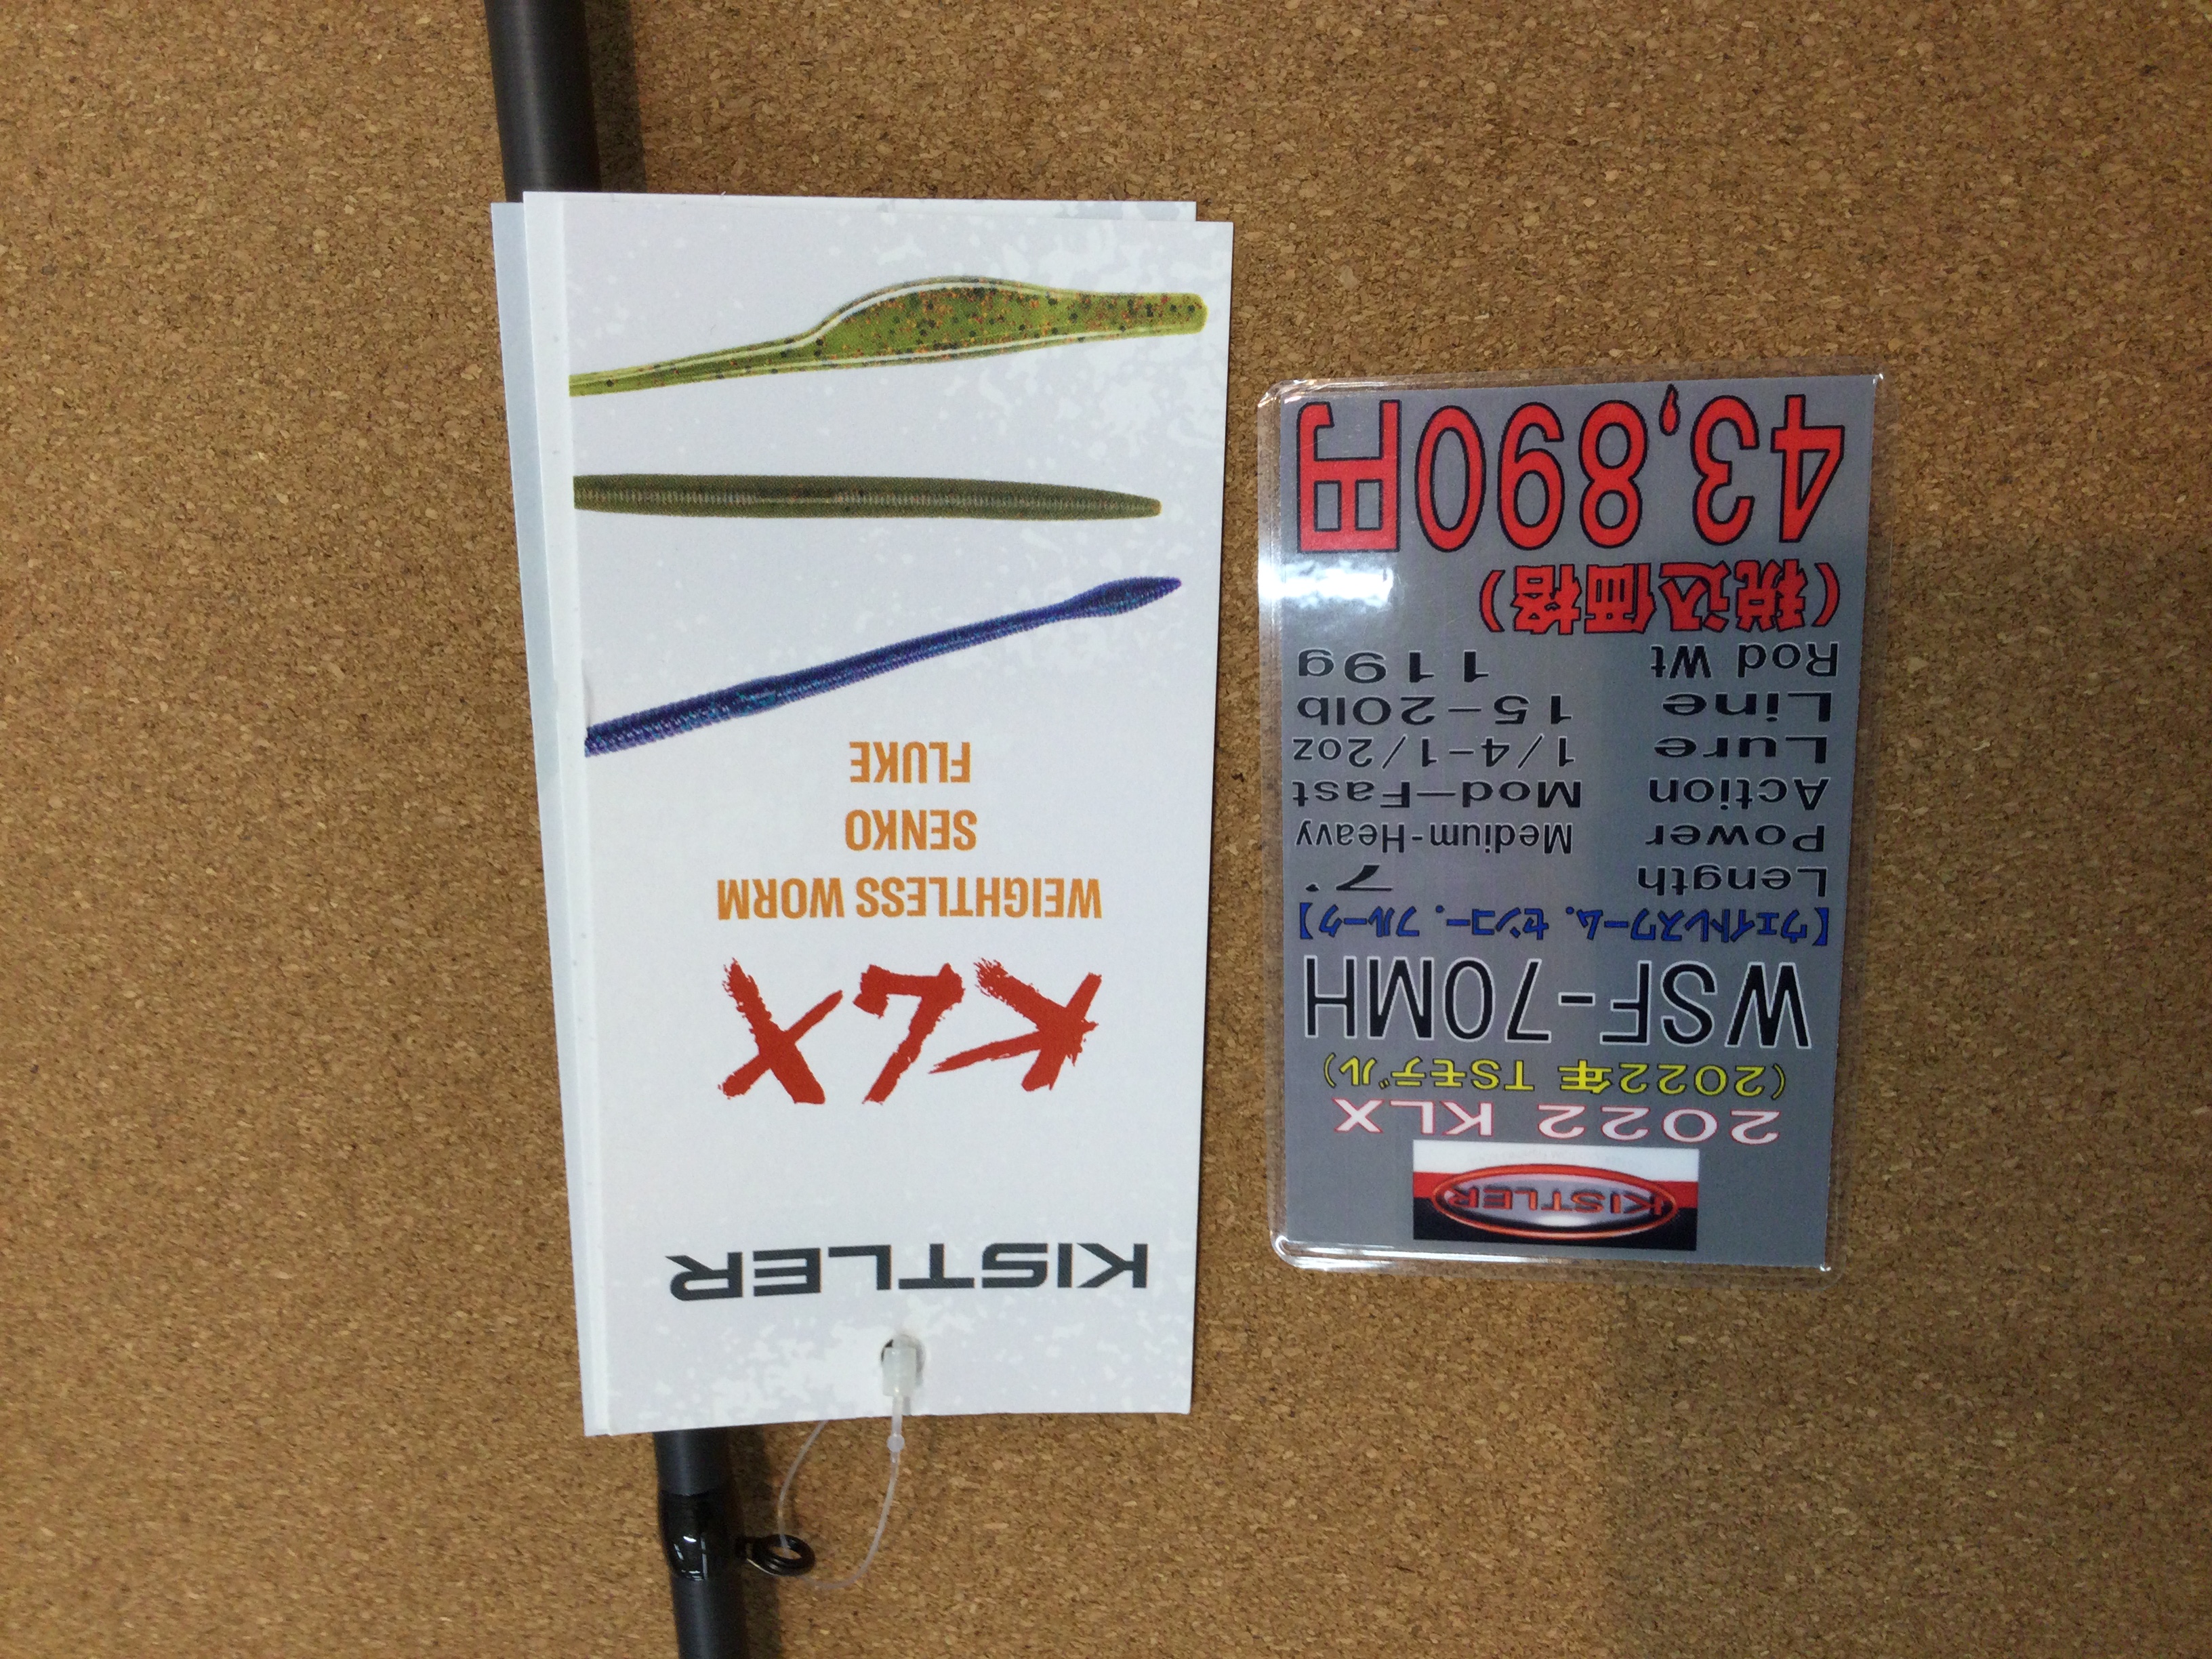 KISTLER
KLX
WEIGHTLESS WORM
SENKO
FLUKE
KISTLER
2022 KLX
(2022年 TSモデル)
WSF-70MH
【ウェイトレスワーム. センコー. フルーク】
Length 7'
Power Medium-Heavy
Action Mod-Fast
Lure 1/4-1/2oz
Line 15-20lb
Rod Wt 119g
(税込価格)
43,890円